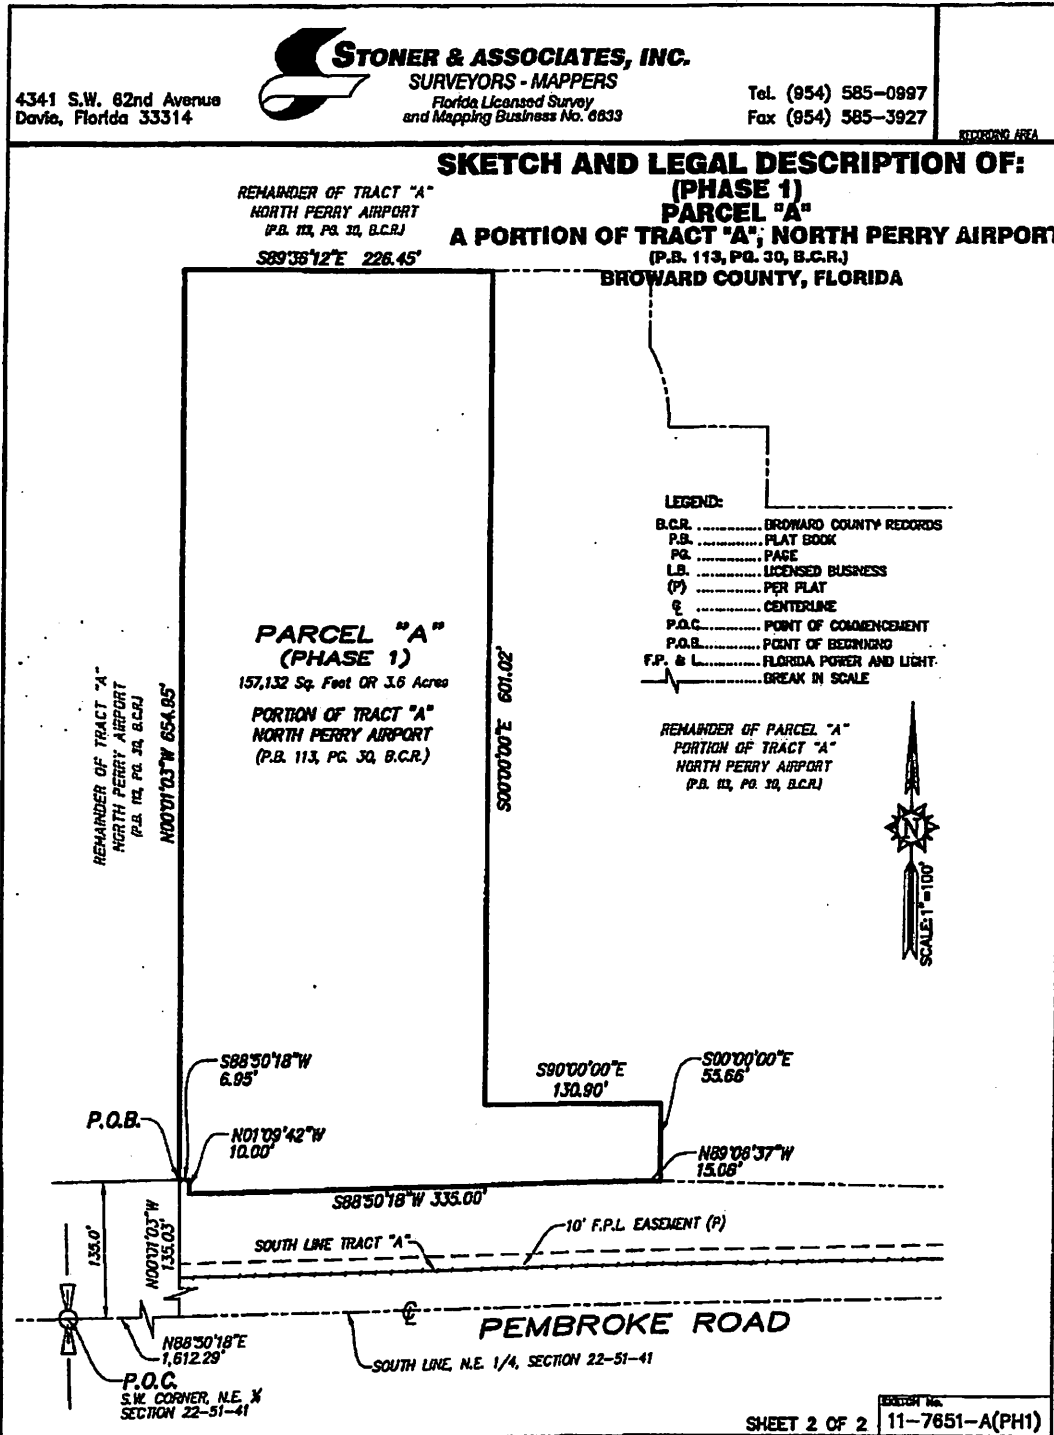 STONER & ASSOCIATES, INC.
SURVEYORS - MAPPERS
Florida Licensed Survey
and Mapping Business No. 6633
4341 S.W. 62nd Avenue
Davie, Florida 33314
Tel. (954) 585-0997
Fax (954) 585-3927
RECORDING AREA
SKETCH AND LEGAL DESCRIPTION OF:
(PHASE 1)
PARCEL "A"
A PORTION OF TRACT "A", NORTH PERRY AIRPORT
(P.B. 113, PG. 30, B.C.R.)
BROWARD COUNTY, FLORIDA
REMAINDER OF TRACT "A"
NORTH PERRY AIRPORT
(P.B. 113, PG. 30, B.C.R.)
S89°36'12"E 226.45'
LEGEND:
B.C.R. ............. BROWARD COUNTY RECORDS
P.B. ............. PLAT BOOK
PG. ............. PAGE
L.B. ............. LICENSED BUSINESS
(P) ............. PER PLAT
℄ ............. CENTERLINE
P.O.C. ............. POINT OF COMMENCEMENT
P.O.B. ............. POINT OF BEGINNING
F.P. & L. ............. FLORIDA POWER AND LIGHT
BREAK IN SCALE
PARCEL "A"
(PHASE 1)
157,132 Sq. Feet OR 3.6 Acres
PORTION OF TRACT "A"
NORTH PERRY AIRPORT
(P.B. 113, PG. 30, B.C.R.)
REMAINDER OF TRACT "A"
NORTH PERRY AIRPORT
(P.B. 113, PG. 30, B.C.R.)
N00°01'03"W 654.95'
S00°00'00"E 601.02'
REMAINDER OF PARCEL "A"
PORTION OF TRACT "A"
NORTH PERRY AIRPORT
(P.B. 113, PG. 30, B.C.R.)
N
SCALE: 1"=100'
S88°50'18"W
6.95'
S90°00'00"E
130.90'
S00°00'00"E
55.66'
P.O.B.
N01°09'42"W
10.00'
N89°08'37"W
15.06'
S88°50'18"W 335.00'
135.0'
N00°01'03"W
135.03'
10' F.P.L. EASEMENT (P)
SOUTH LINE TRACT "A"
℄
PEMBROKE ROAD
N88°50'18"E
1,612.29'
SOUTH LINE, N.E. 1/4, SECTION 22-51-41
P.O.C.
S.W. CORNER, N.E. ¼
SECTION 22-51-41
SHEET 2 OF 2
SKETCH No.
11-7651-A(PH1)